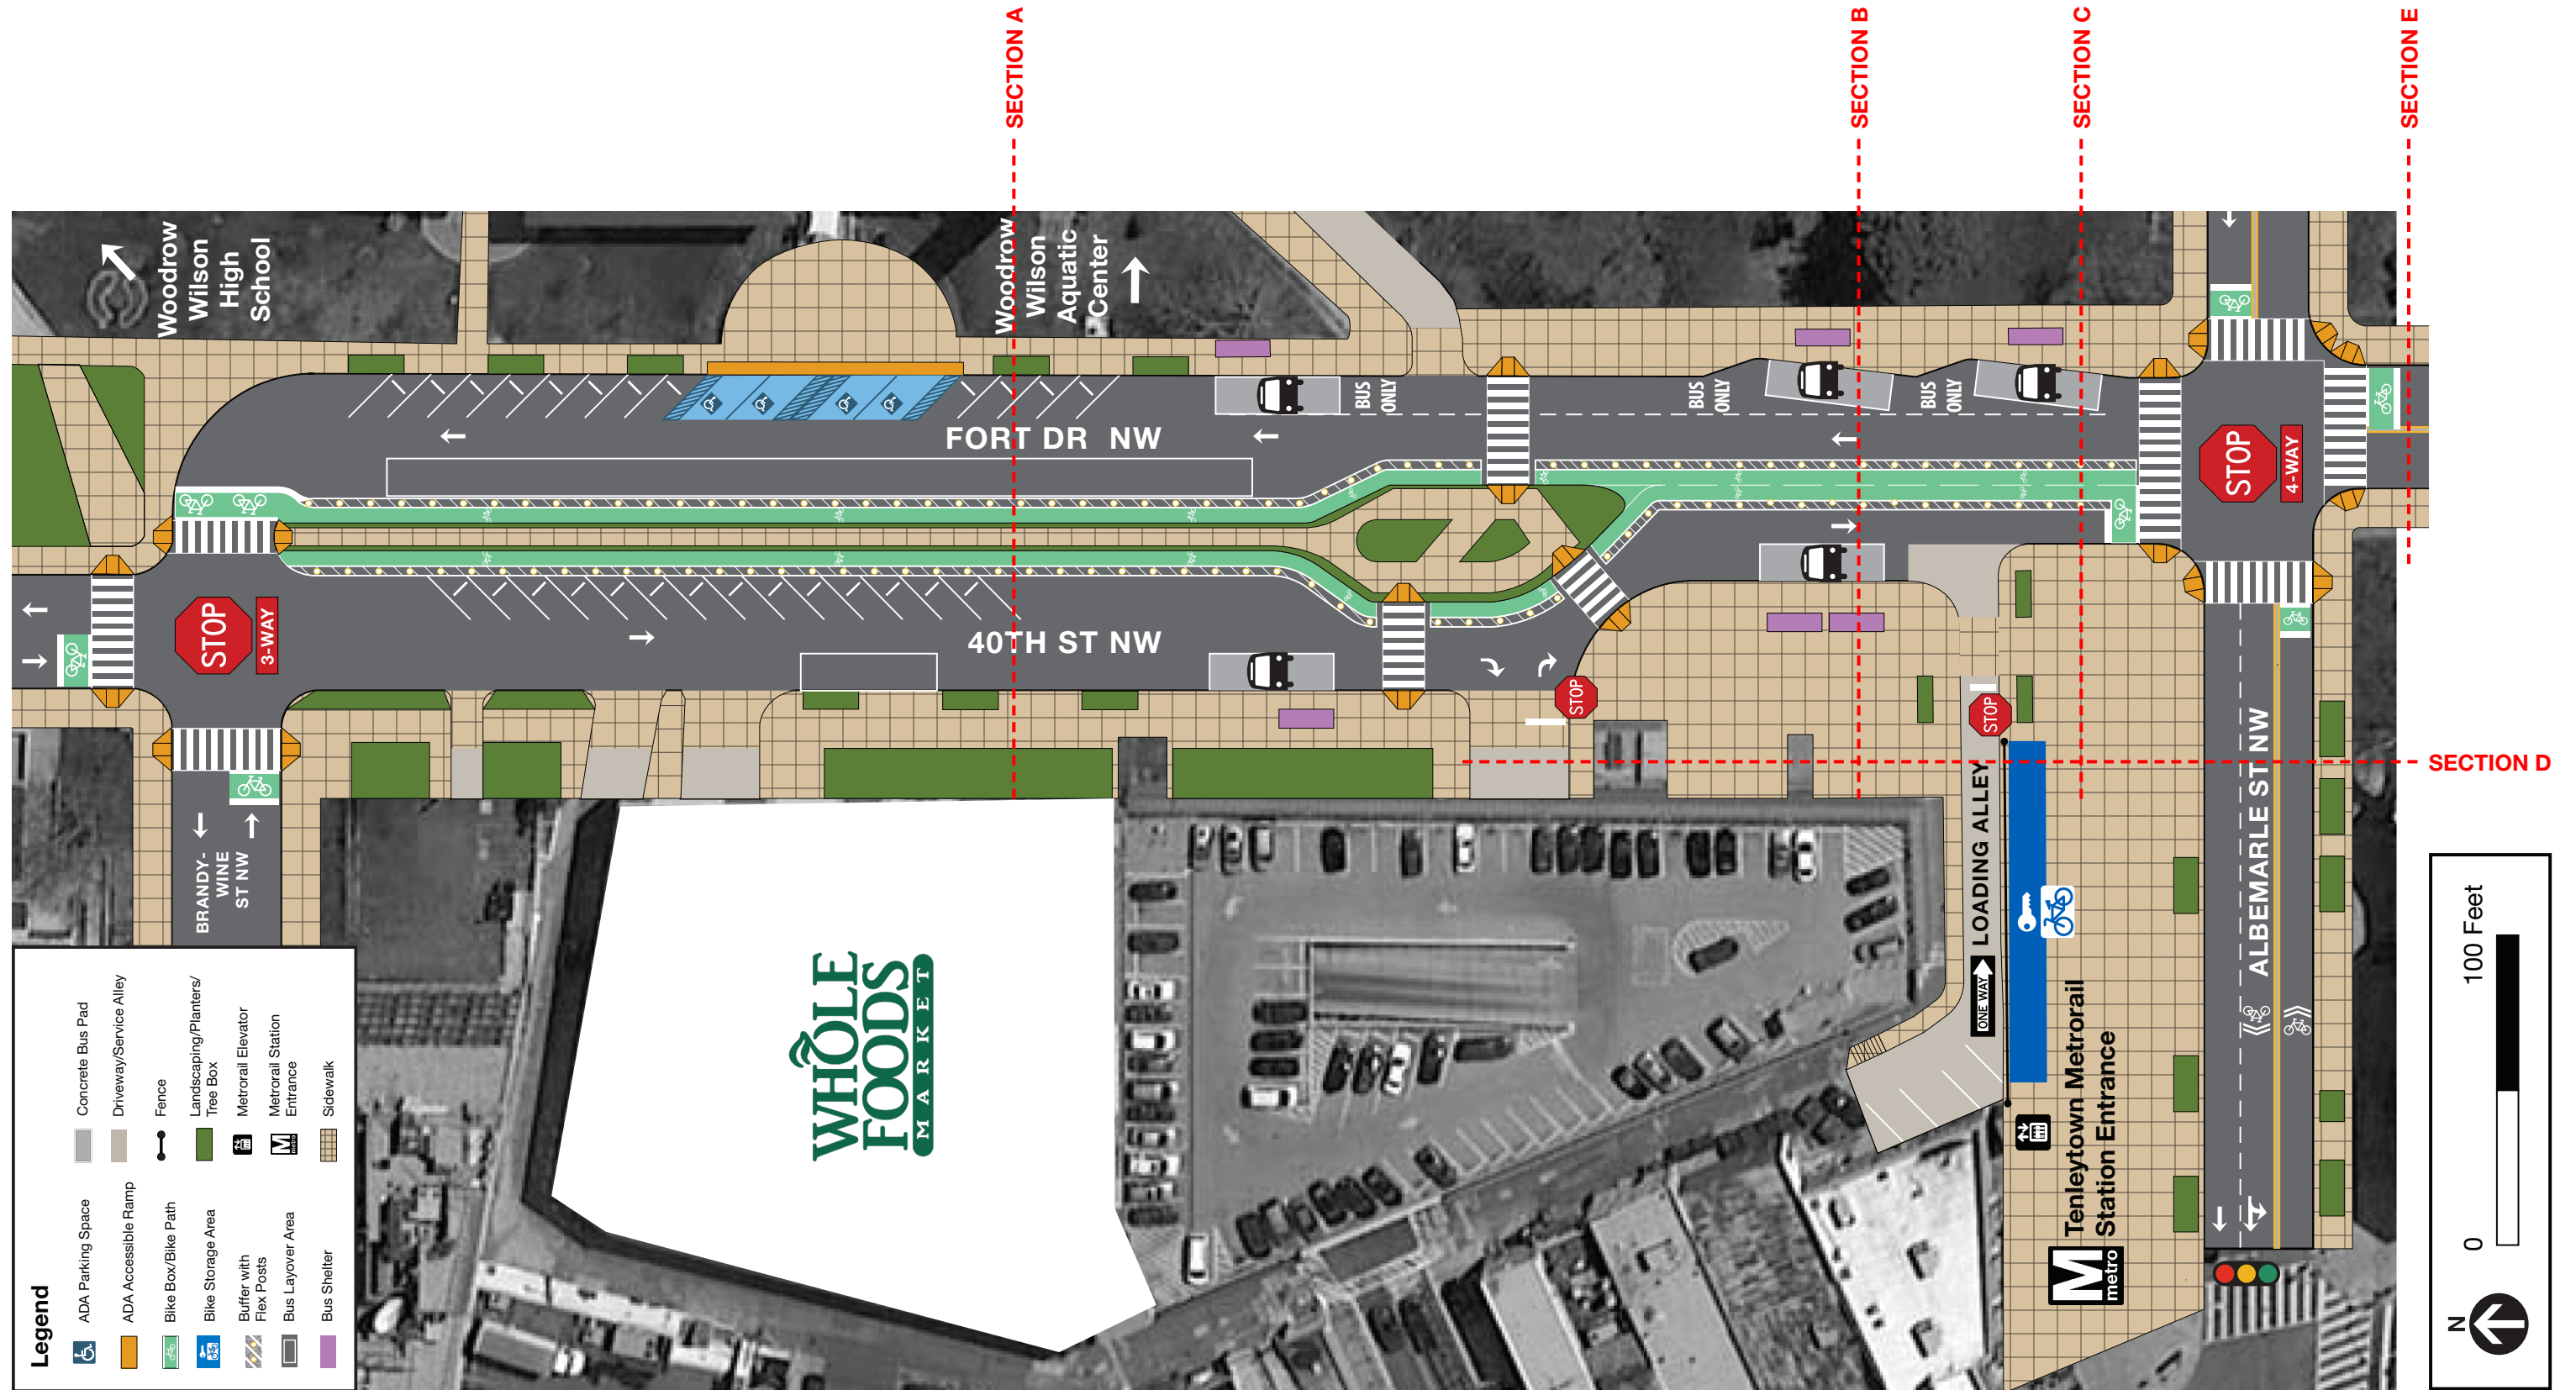 SECTION A
SECTION B
SECTION C
SECTION E
SECTION D
Woodrow
Wilson
High
School
Woodrow
Wilson
Aquatic
Center
BUS
ONLY
BUS
ONLY
BUS
ONLY
FORT DR NW
STOP
4-WAY
STOP
3-WAY
40TH ST NW
STOP
STOP
BRANDY-
WINE
ST NW
LOADING ALLEY
ONE WAY
ALBEMARLE ST NW
WHOLE
FOODS
MARKET
Tenleytown Metrorail
Station Entrance
M
metro
Legend
ADA Parking Space
ADA Accessible Ramp
Bike Box/Bike Path
Bike Storage Area
Buffer with
Flex Posts
Bus Layover Area
Bus Shelter
Concrete Bus Pad
Driveway/Service Alley
Fence
Landscaping/Planters/
Tree Box
Metrorail Elevator
M
metro
Metrorail Station
Entrance
Sidewalk
0
100 Feet
N